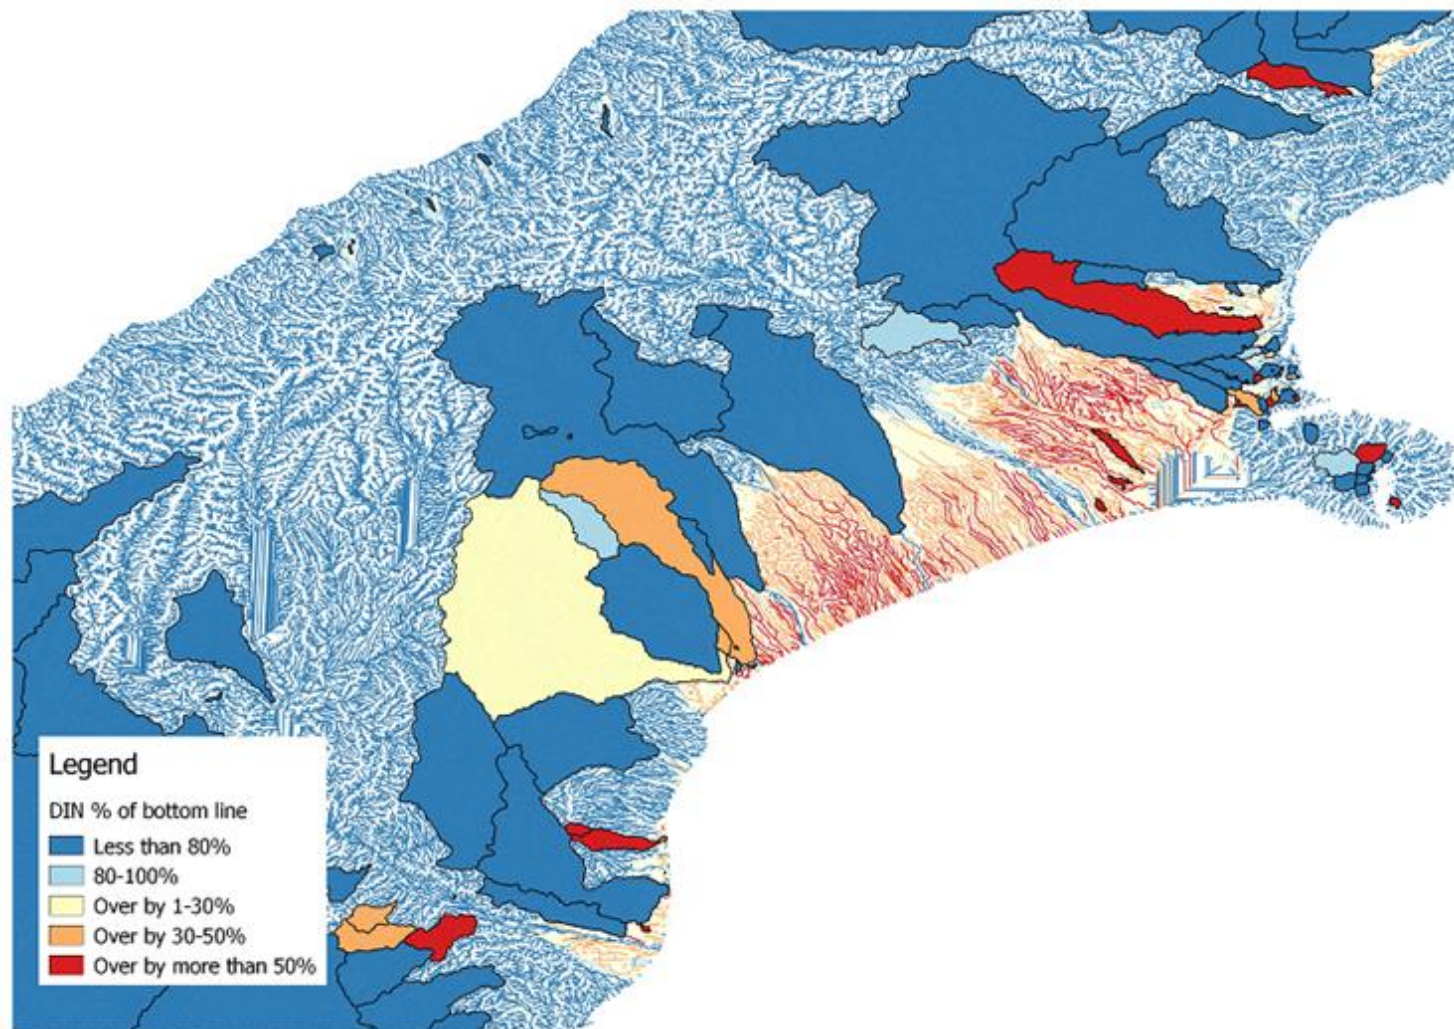 Legend
DIN % of bottom line
Less than 80%
80-100%
Over by 1-30%
Over by 30-50%
Over by more than 50%